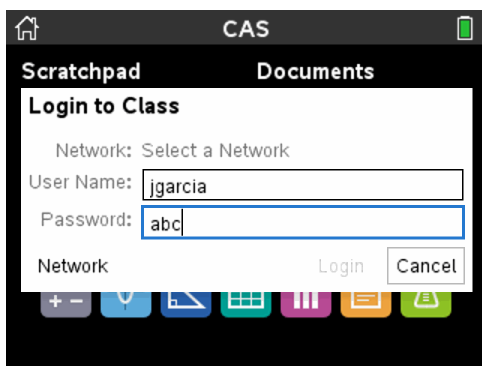 CAS
Scratchpad Documents
Login to Class
Network: Select a Network
User Name: jgarcia
Password: abc
Network Login Cancel